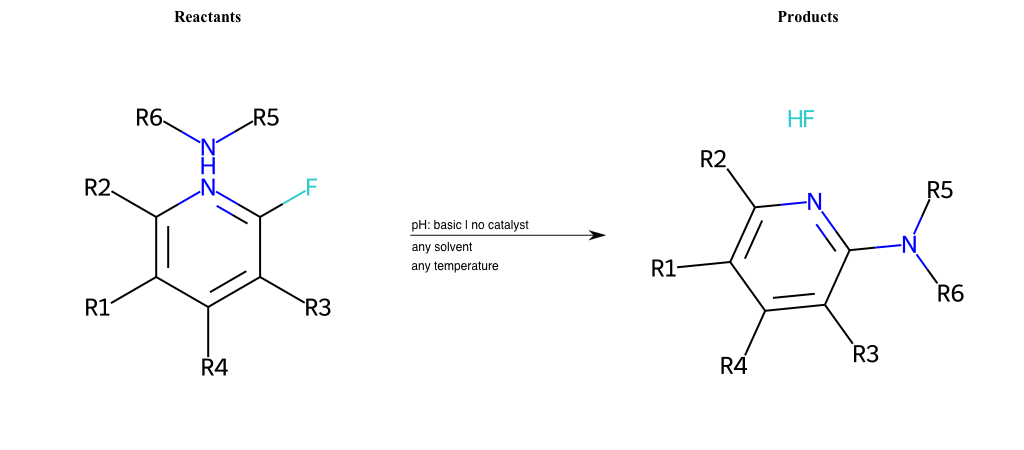 Reactants
Products
R6
R5
N
H
R2
N
F
R1
R3
R4
pH: basic | no catalyst
any solvent
any temperature
HF
R2
N
R5
R1
N
R6
R4
R3